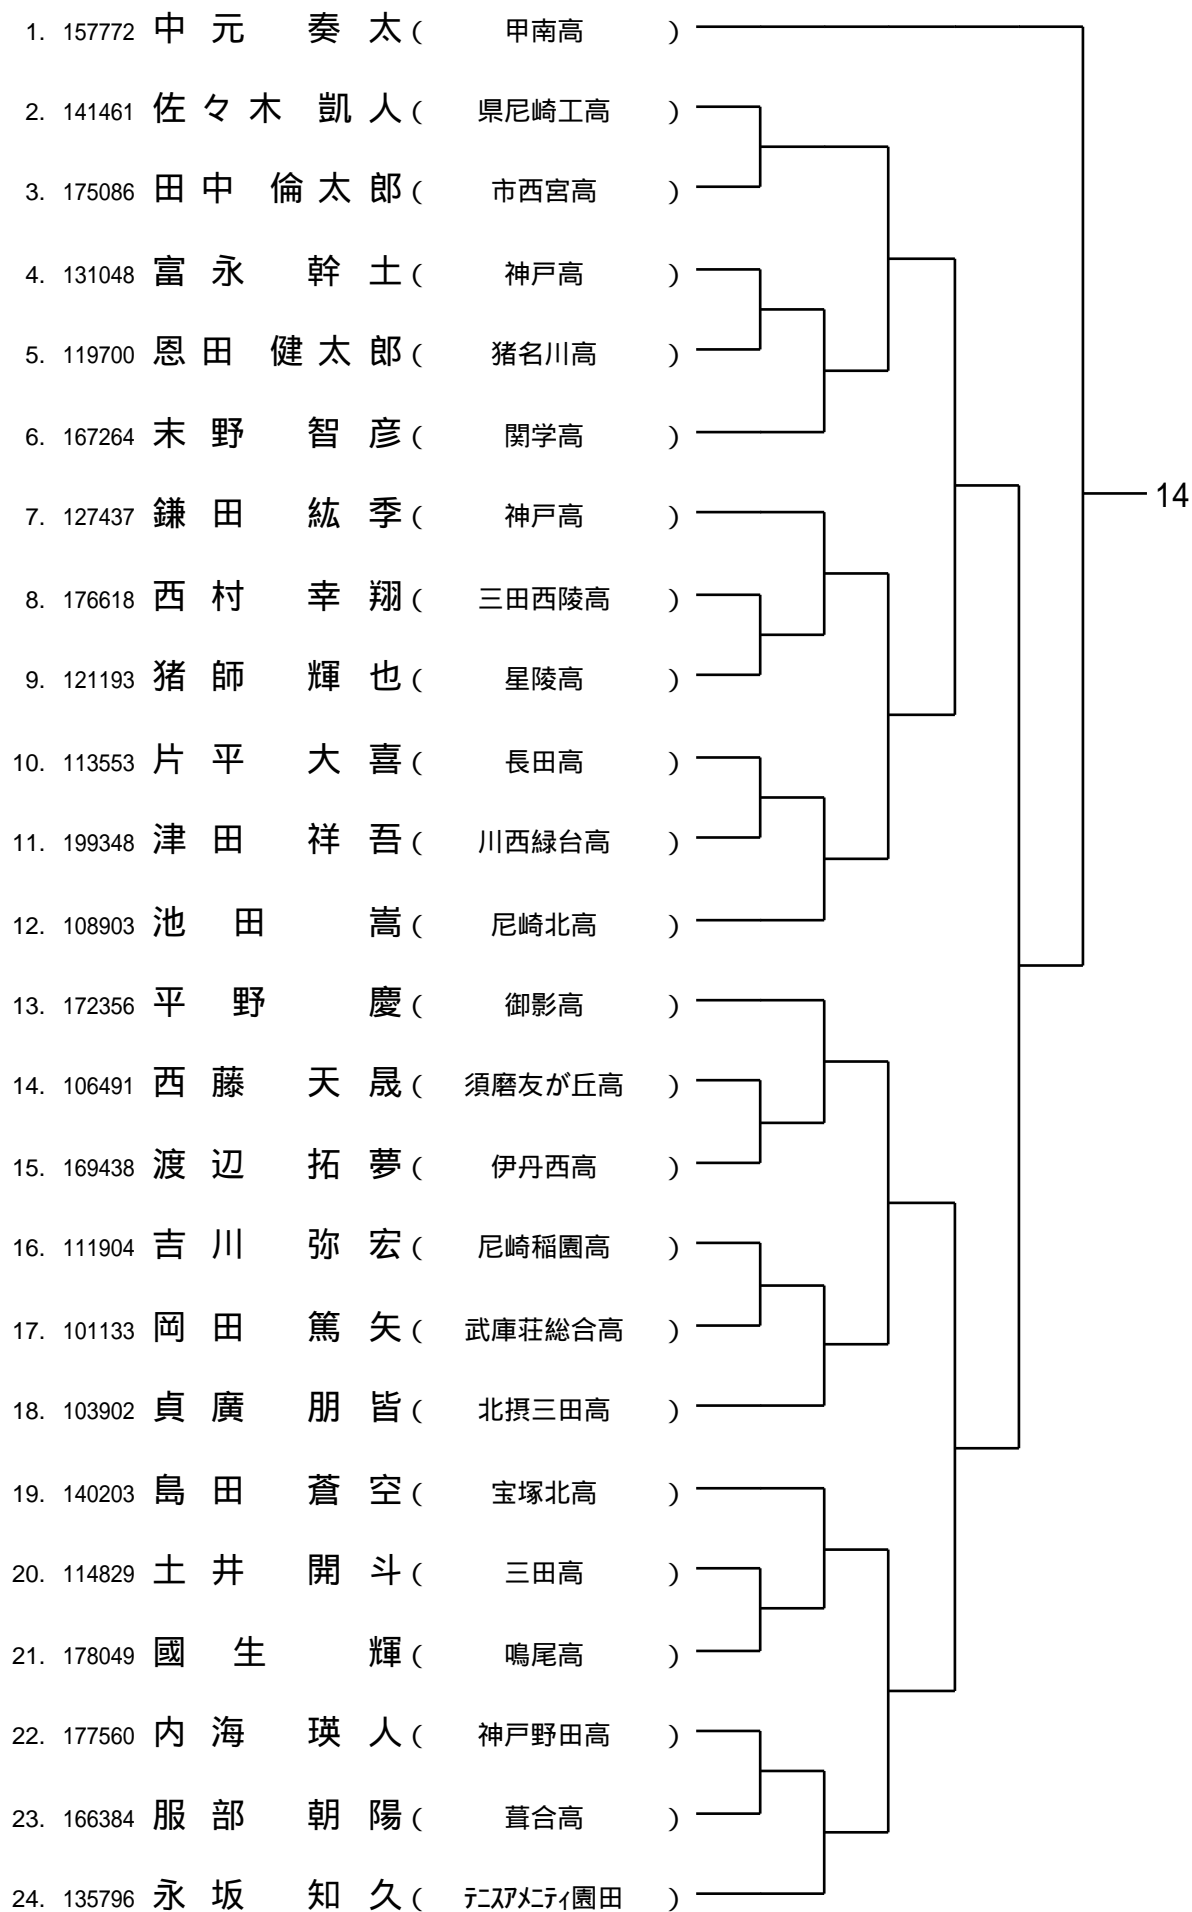 1. 157772 中元 奏太 ( 甲南高 )
2. 141461 佐々木 凱人 ( 県尼崎工高 )
3. 175086 田中 倫太郎 ( 市西宮高 )
4. 131048 富永 幹土 ( 神戸高 )
5. 119700 恩田 健太郎 ( 猪名川高 )
6. 167264 末野 智彦 ( 関学高 )
7. 127437 鎌田 紘季 ( 神戸高 )
14
8. 176618 西村 幸翔 ( 三田西陵高 )
9. 121193 猪師 輝也 ( 星陵高 )
10. 113553 片平 大喜 ( 長田高 )
11. 199348 津田 祥吾 ( 川西緑台高 )
12. 108903 池田 嵩 ( 尼崎北高 )
13. 172356 平野 慶 ( 御影高 )
14. 106491 西藤 天晟 ( 須磨友が丘高 )
15. 169438 渡辺 拓夢 ( 伊丹西高 )
16. 111904 吉川 弥宏 ( 尼崎稲園高 )
17. 101133 岡田 篤矢 ( 武庫荘総合高 )
18. 103902 貞廣 朋皆 ( 北摂三田高 )
19. 140203 島田 蒼空 ( 宝塚北高 )
20. 114829 土井 開斗 ( 三田高 )
21. 178049 國生 輝 ( 鳴尾高 )
22. 177560 内海 瑛人 ( 神戸野田高 )
23. 166384 服部 朝陽 ( 葺合高 )
24. 135796 永坂 知久 ( ﾃﾆｽｱﾒﾆﾃｨ園田 )